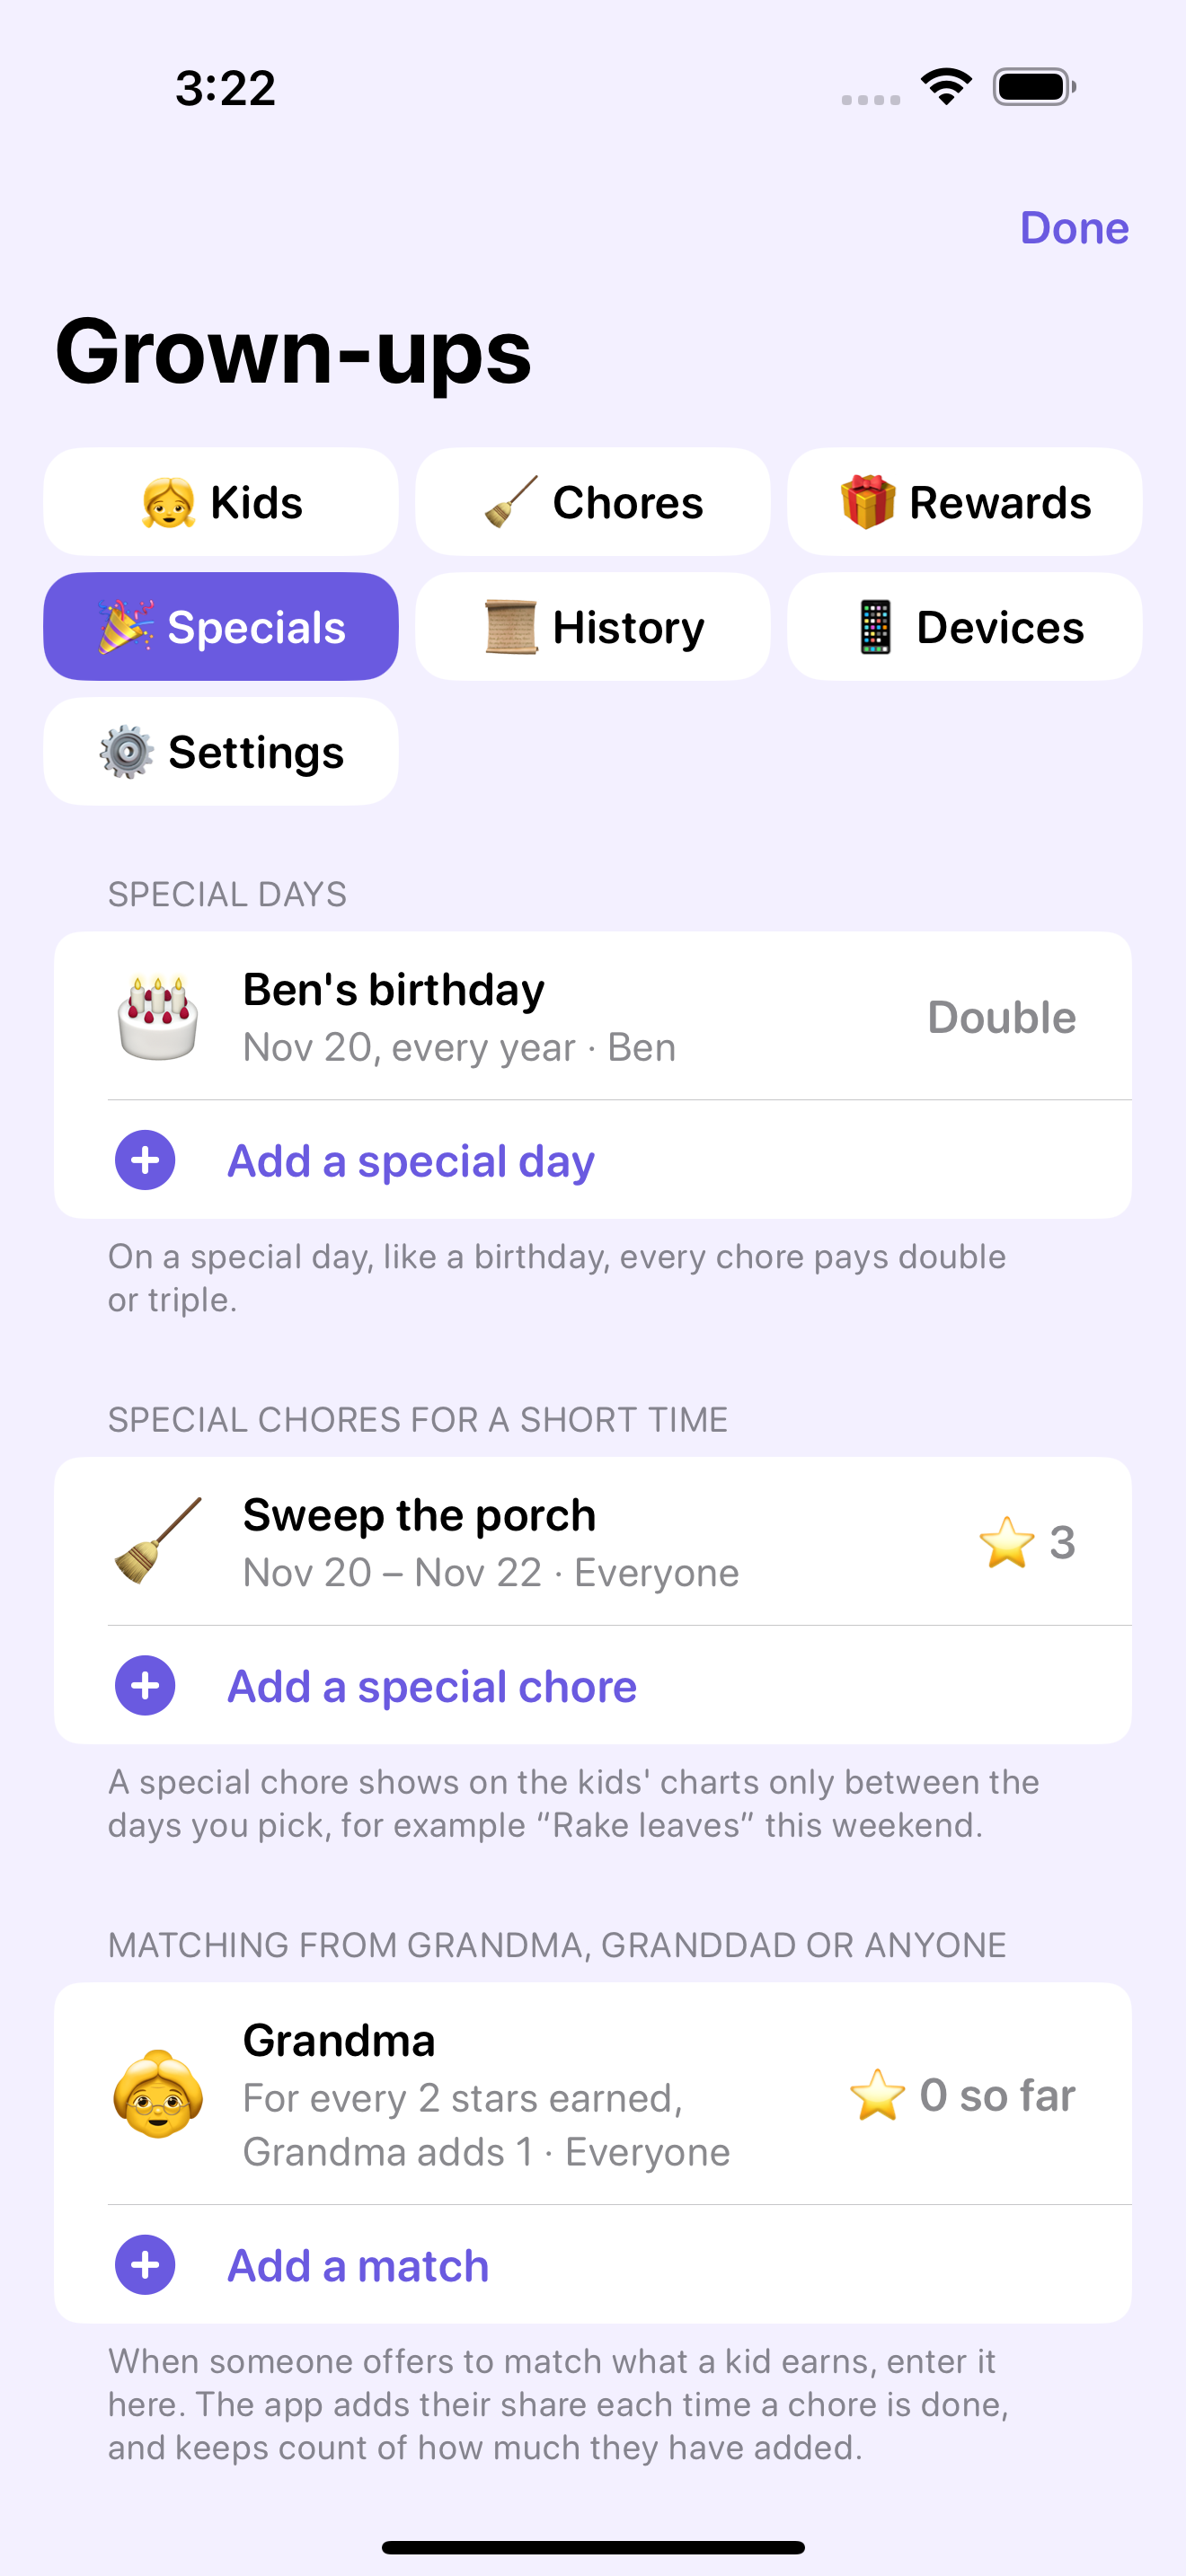 3:22
Done
Grown-ups
Kids
Chores
Rewards
Specials
History
Devices
Settings
SPECIAL DAYS
Ben's birthday
Nov 20, every year · Ben
Double
Add a special day
On a special day, like a birthday, every chore pays double
or triple.
SPECIAL CHORES FOR A SHORT TIME
Sweep the porch
Nov 20 – Nov 22 · Everyone
3
Add a special chore
A special chore shows on the kids' charts only between the
days you pick, for example “Rake leaves” this weekend.
MATCHING FROM GRANDMA, GRANDDAD OR ANYONE
Grandma
For every 2 stars earned,
Grandma adds 1 · Everyone
0 so far
Add a match
When someone offers to match what a kid earns, enter it
here. The app adds their share each time a chore is done,
and keeps count of how much they have added.